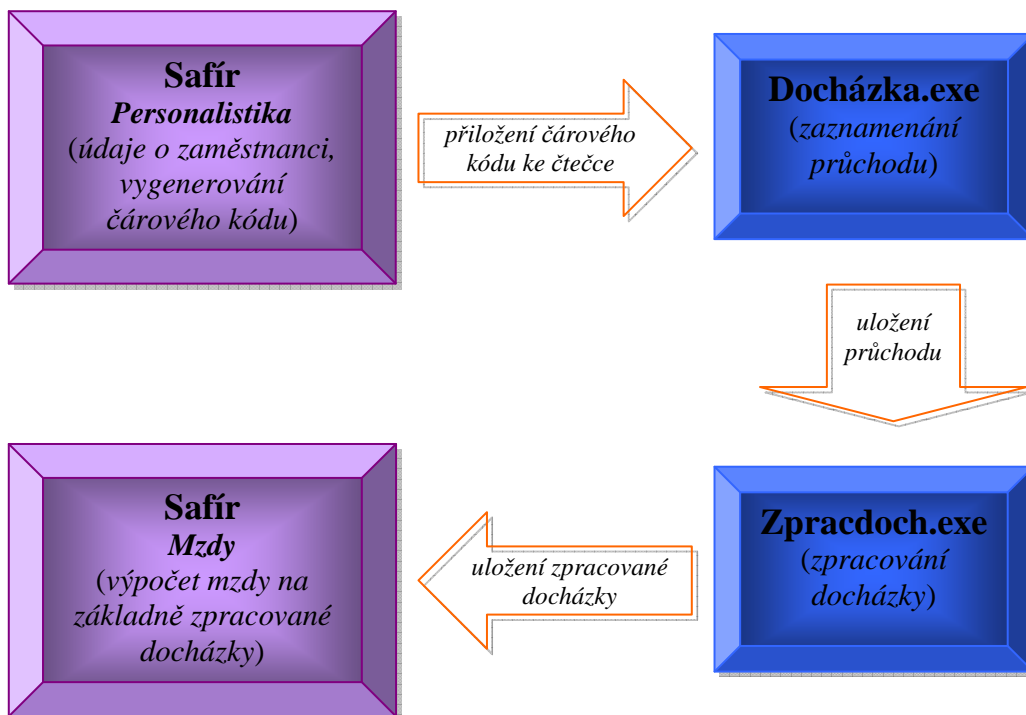 Safír
Personalistika
(údaje o zaměstnanci,
vygenerování
čárového kódu)
přiložení čárového
kódu ke čtečce
Docházka.exe
(zaznamenání
průchodu)
uložení
průchodu
Zpracdoch.exe
(zpracování
docházky)
uložení zpracované
docházky
Safír
Mzdy
(výpočet mzdy na
základně zpracované
docházky)